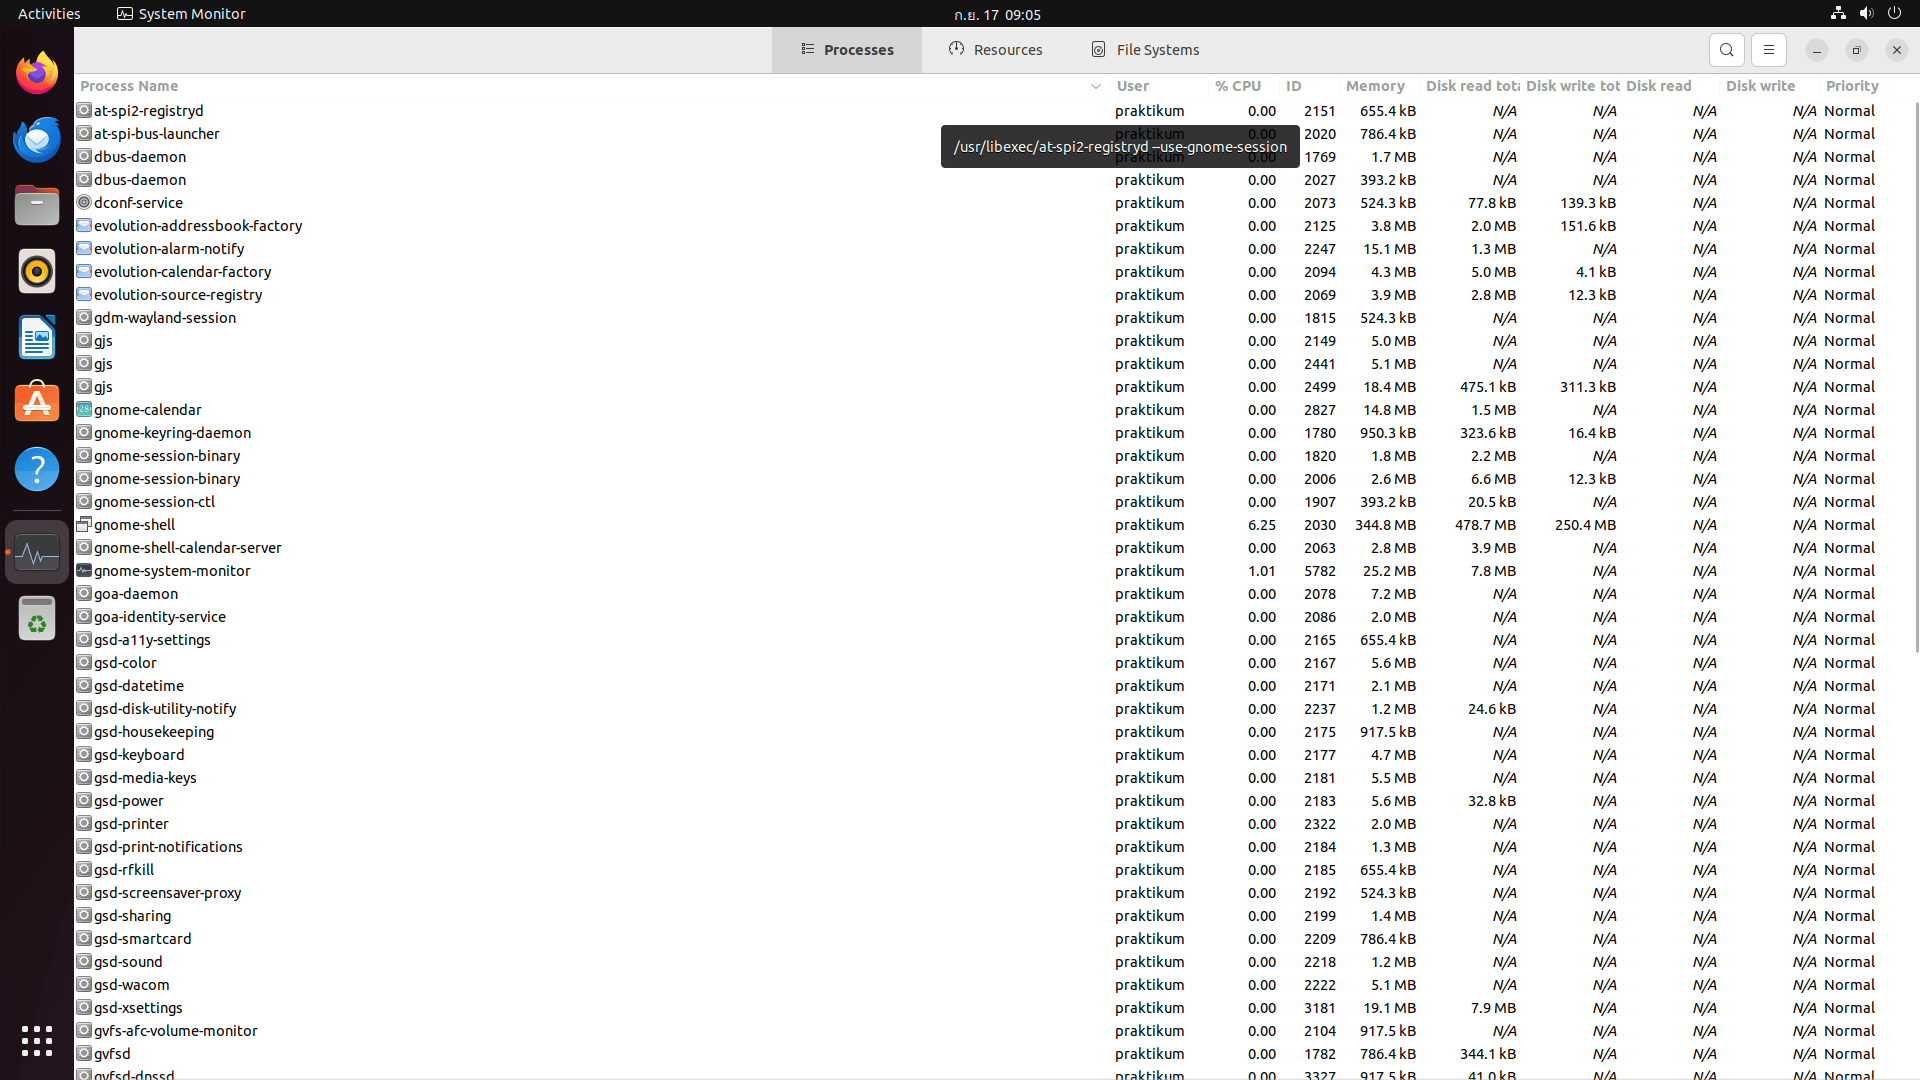 Activities System Monitor ก.ย. 17 09:05
Processes Resources File Systems
Process Name User % CPU ID Memory Disk read tota Disk write tot Disk read Disk write Priority
at-spi2-registryd praktikum 0.00 2151 655.4 kB N/A N/A N/A N/A Normal
at-spi-bus-launcher praktikum 0.00 2020 786.4 kB N/A N/A N/A N/A Normal
/usr/libexec/at-spi2-registryd --use-gnome-session
dbus-daemon 1769 1.7 MB N/A N/A N/A N/A Normal
dbus-daemon praktikum 0.00 2027 393.2 kB N/A N/A N/A N/A Normal
dconf-service praktikum 0.00 2073 524.3 kB 77.8 kB 139.3 kB N/A N/A Normal
evolution-addressbook-factory praktikum 0.00 2125 3.8 MB 2.0 MB 151.6 kB N/A N/A Normal
evolution-alarm-notify praktikum 0.00 2247 15.1 MB 1.3 MB N/A N/A N/A Normal
evolution-calendar-factory praktikum 0.00 2094 4.3 MB 5.0 MB 4.1 kB N/A N/A Normal
evolution-source-registry praktikum 0.00 2069 3.9 MB 2.8 MB 12.3 kB N/A N/A Normal
gdm-wayland-session praktikum 0.00 1815 524.3 kB N/A N/A N/A N/A Normal
gjs praktikum 0.00 2149 5.0 MB N/A N/A N/A N/A Normal
gjs praktikum 0.00 2441 5.1 MB N/A N/A N/A N/A Normal
gjs praktikum 0.00 2499 18.4 MB 475.1 kB 311.3 kB N/A N/A Normal
gnome-calendar praktikum 0.00 2827 14.8 MB 1.5 MB N/A N/A N/A Normal
gnome-keyring-daemon praktikum 0.00 1780 950.3 kB 323.6 kB 16.4 kB N/A N/A Normal
gnome-session-binary praktikum 0.00 1820 1.8 MB 2.2 MB N/A N/A N/A Normal
gnome-session-binary praktikum 0.00 2006 2.6 MB 6.6 MB 12.3 kB N/A N/A Normal
gnome-session-ctl praktikum 0.00 1907 393.2 kB 20.5 kB N/A N/A N/A Normal
gnome-shell praktikum 6.25 2030 344.8 MB 478.7 MB 250.4 MB N/A N/A Normal
gnome-shell-calendar-server praktikum 0.00 2063 2.8 MB 3.9 MB N/A N/A N/A Normal
gnome-system-monitor praktikum 1.01 5782 25.2 MB 7.8 MB N/A N/A N/A Normal
goa-daemon praktikum 0.00 2078 7.2 MB N/A N/A N/A N/A Normal
goa-identity-service praktikum 0.00 2086 2.0 MB N/A N/A N/A N/A Normal
gsd-a11y-settings praktikum 0.00 2165 655.4 kB N/A N/A N/A N/A Normal
gsd-color praktikum 0.00 2167 5.6 MB N/A N/A N/A N/A Normal
gsd-datetime praktikum 0.00 2171 2.1 MB N/A N/A N/A N/A Normal
gsd-disk-utility-notify praktikum 0.00 2237 1.2 MB 24.6 kB N/A N/A N/A Normal
gsd-housekeeping praktikum 0.00 2175 917.5 kB N/A N/A N/A N/A Normal
gsd-keyboard praktikum 0.00 2177 4.7 MB N/A N/A N/A N/A Normal
gsd-media-keys praktikum 0.00 2181 5.5 MB N/A N/A N/A N/A Normal
gsd-power praktikum 0.00 2183 5.6 MB 32.8 kB N/A N/A N/A Normal
gsd-printer praktikum 0.00 2322 2.0 MB N/A N/A N/A N/A Normal
gsd-print-notifications praktikum 0.00 2184 1.3 MB N/A N/A N/A N/A Normal
gsd-rfkill praktikum 0.00 2185 655.4 kB N/A N/A N/A N/A Normal
gsd-screensaver-proxy praktikum 0.00 2192 524.3 kB N/A N/A N/A N/A Normal
gsd-sharing praktikum 0.00 2199 1.4 MB N/A N/A N/A N/A Normal
gsd-smartcard praktikum 0.00 2209 786.4 kB N/A N/A N/A N/A Normal
gsd-sound praktikum 0.00 2218 1.2 MB N/A N/A N/A N/A Normal
gsd-wacom praktikum 0.00 2222 5.1 MB N/A N/A N/A N/A Normal
gsd-xsettings praktikum 0.00 3181 19.1 MB 7.9 MB N/A N/A N/A Normal
gvfs-afc-volume-monitor praktikum 0.00 2104 917.5 kB N/A N/A N/A N/A Normal
gvfsd praktikum 0.00 1782 786.4 kB 344.1 kB N/A N/A N/A Normal
gvfsd-dnssd praktikum 0.00 3327 917.5 kB 41.0 kB N/A N/A N/A Normal